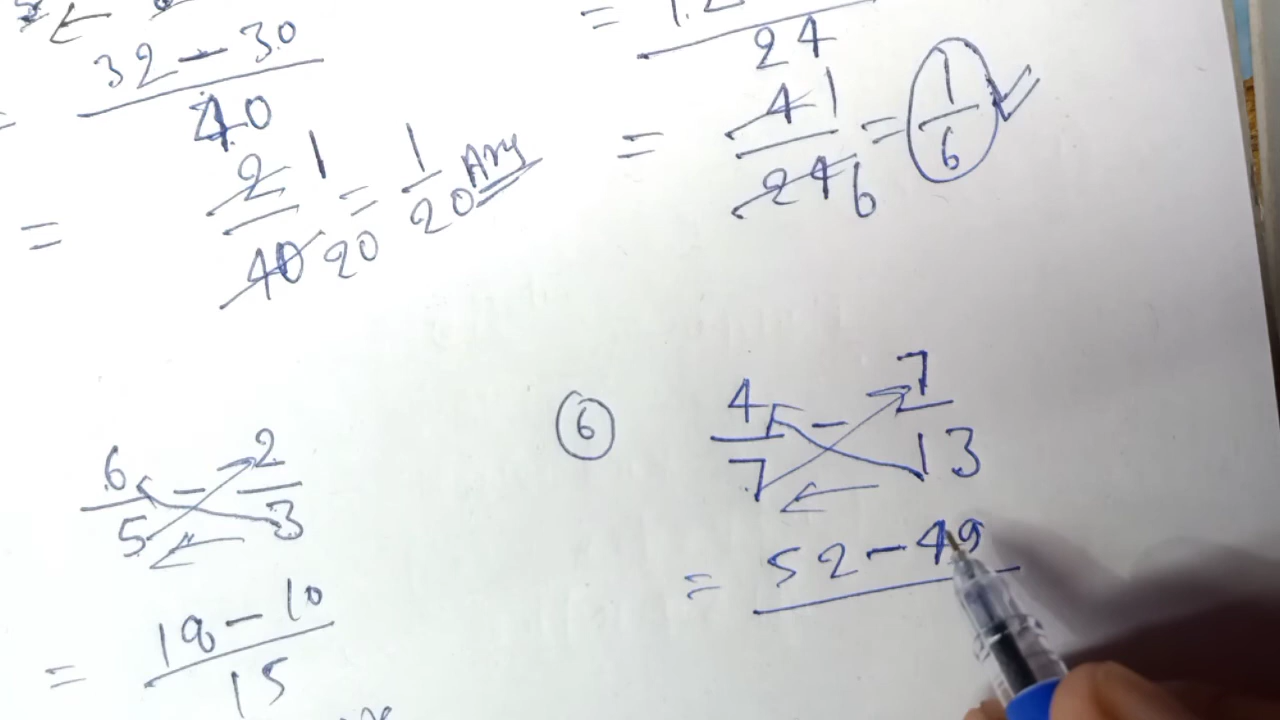 = 32 - 30 / 40
= 2 1 / 40 20 = 1/20 Ans
= / 24
= 4 1 / 24 6 = 1/6
6/5 - 2/3
= 18 - 10 / 15
6 4/7 - 7/13
= 52 - 49